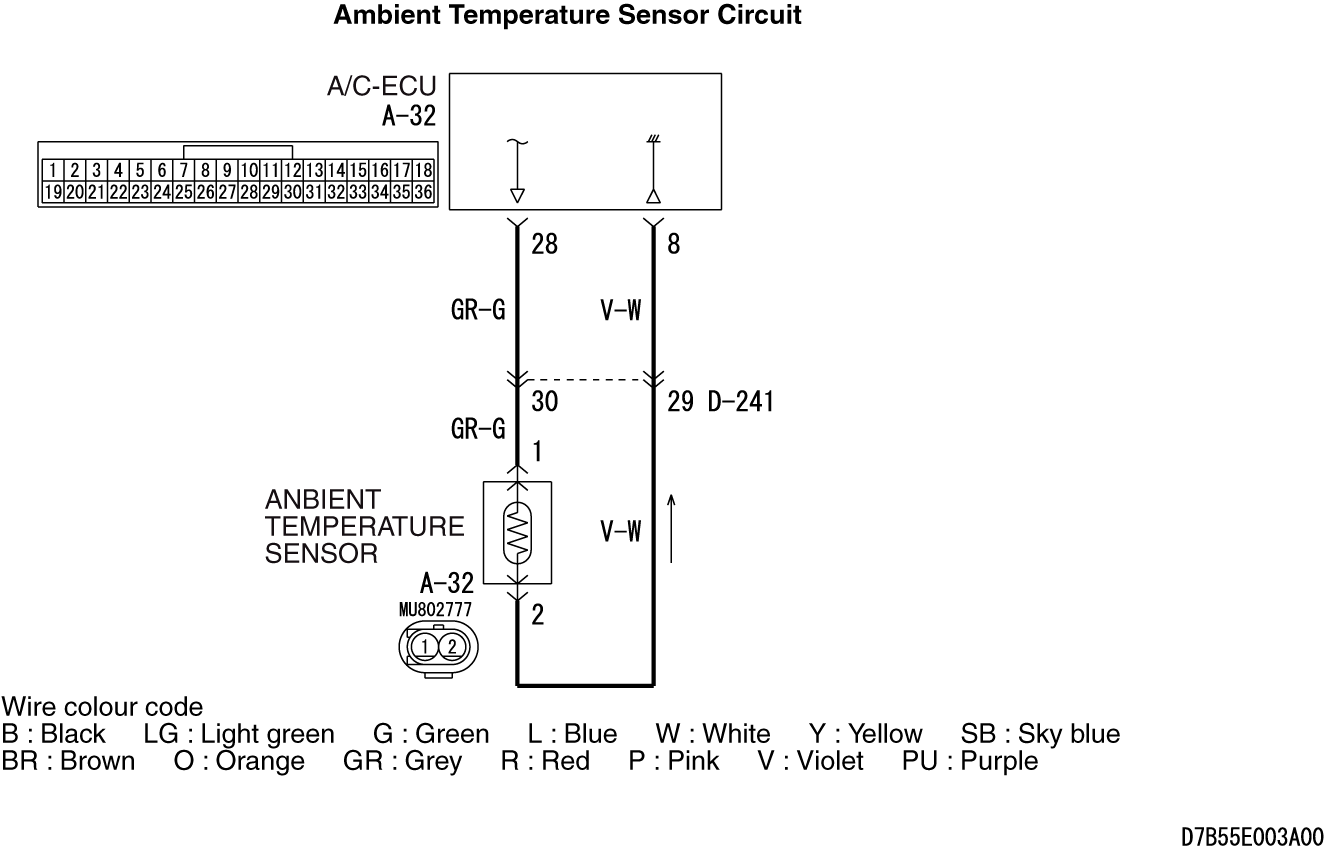 Ambient Temperature Sensor Circuit
A/C-ECU
A-32
1 2 3 4 5 6 7 8 9 10 11 12 13 14 15 16 17 18
19 20 21 22 23 24 25 26 27 28 29 30 31 32 33 34 35 36
28 8
GR-G V-W
30 29 D-241
GR-G
1
ANBIENT
TEMPERATURE
SENSOR
V-W
A-32
MU802777
2
1 2
Wire colour code
B : Black LG : Light green G : Green L : Blue W : White Y : Yellow SB : Sky blue
BR : Brown O : Orange GR : Grey R : Red P : Pink V : Violet PU : Purple
D7B55E003A00